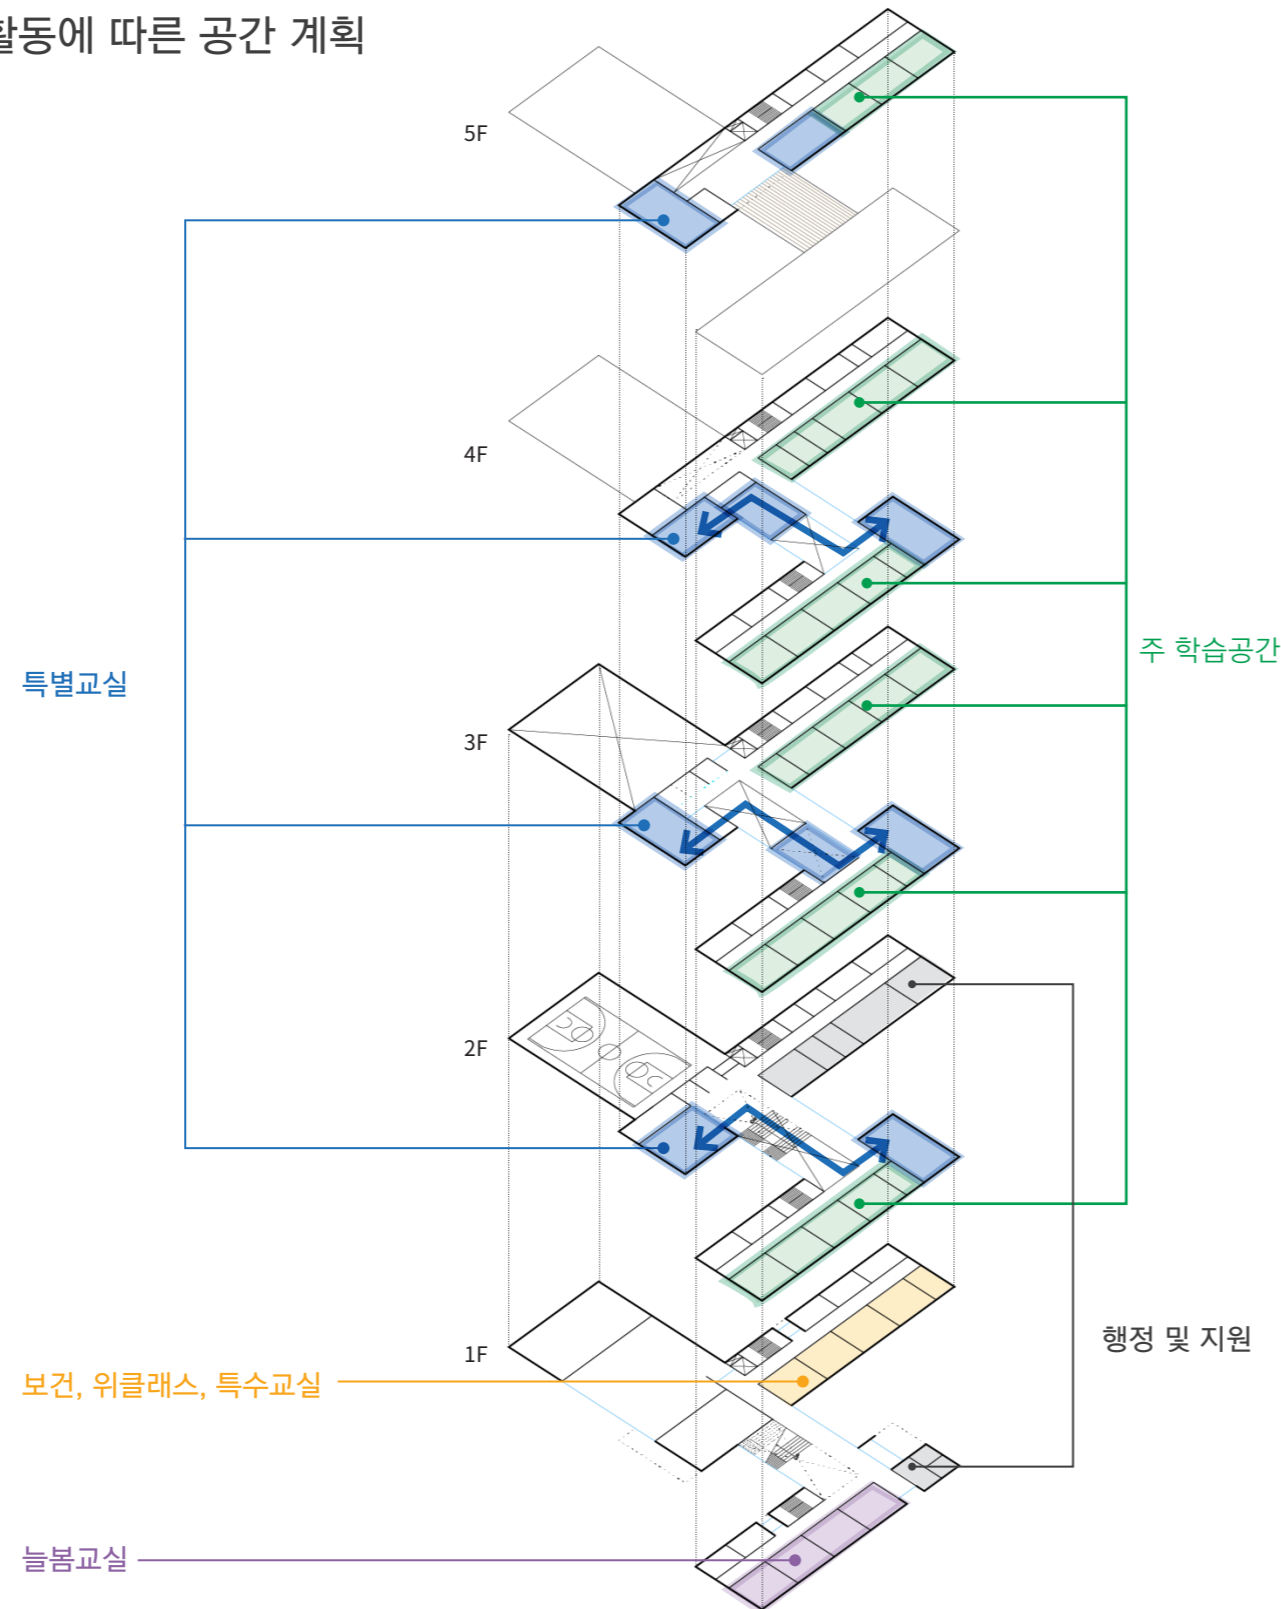 활동에 따른 공간 계획
5F
4F
주 학습공간
특별교실
3F
2F
행정 및 지원
1F
보건, 위클래스, 특수교실
늘봄교실